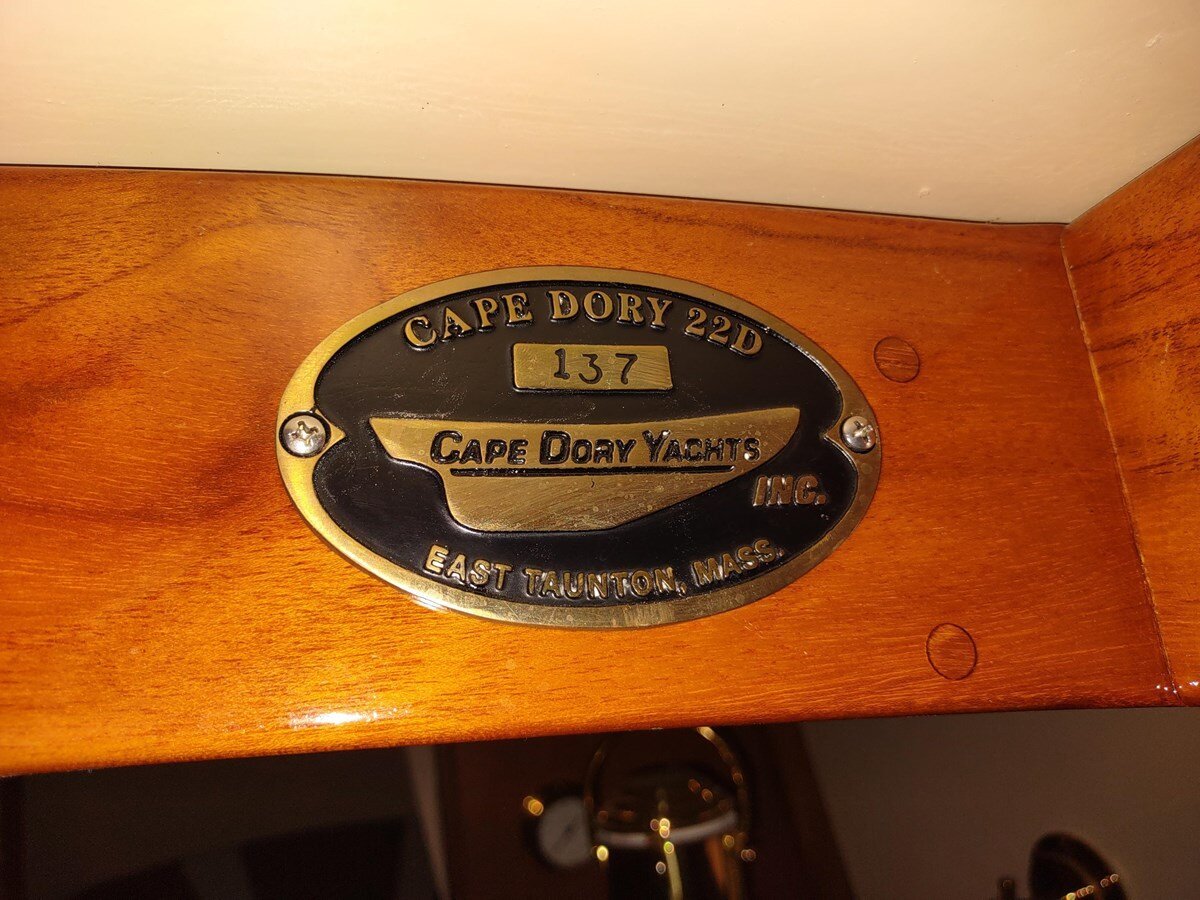 CAPE DORY 22D
137
CAPE DORY YACHTS
INC.
EAST TAUNTON, MASS.